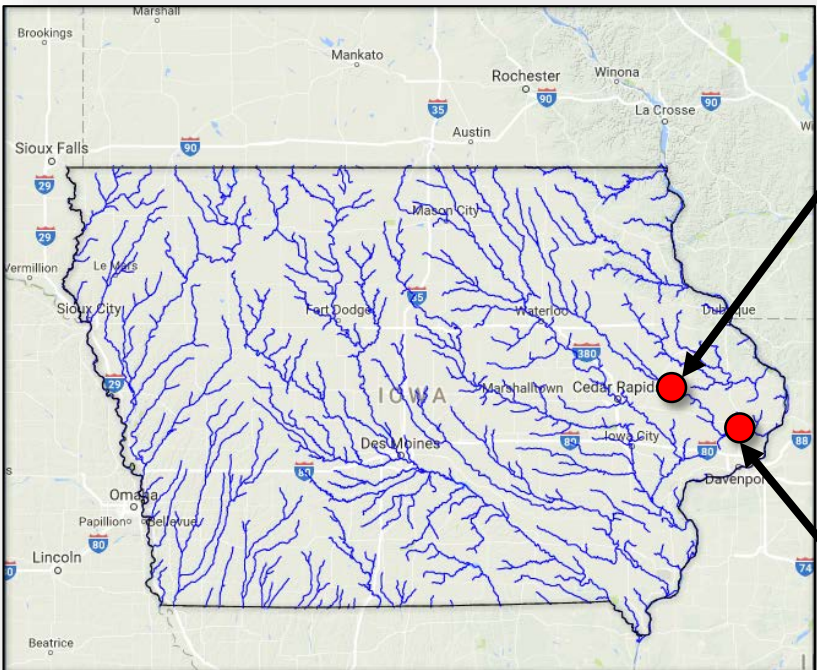 Marshall
Brookings
Mankato
Rochester
Winona
90
La Crosse
90
35
Austin
Sioux Falls
90
29
29
Mason City
Vermillion
Le Mars
Sioux City
Fort Dodge
35
Waterloo
Dubuque
380
29
IOWA
Marshalltown
Cedar Rapid
Des Moines
80
Iowa City
80
88
80
Davenpor
Omaha
Papillion
Bellevue
80
Lincoln
74
Beatrice